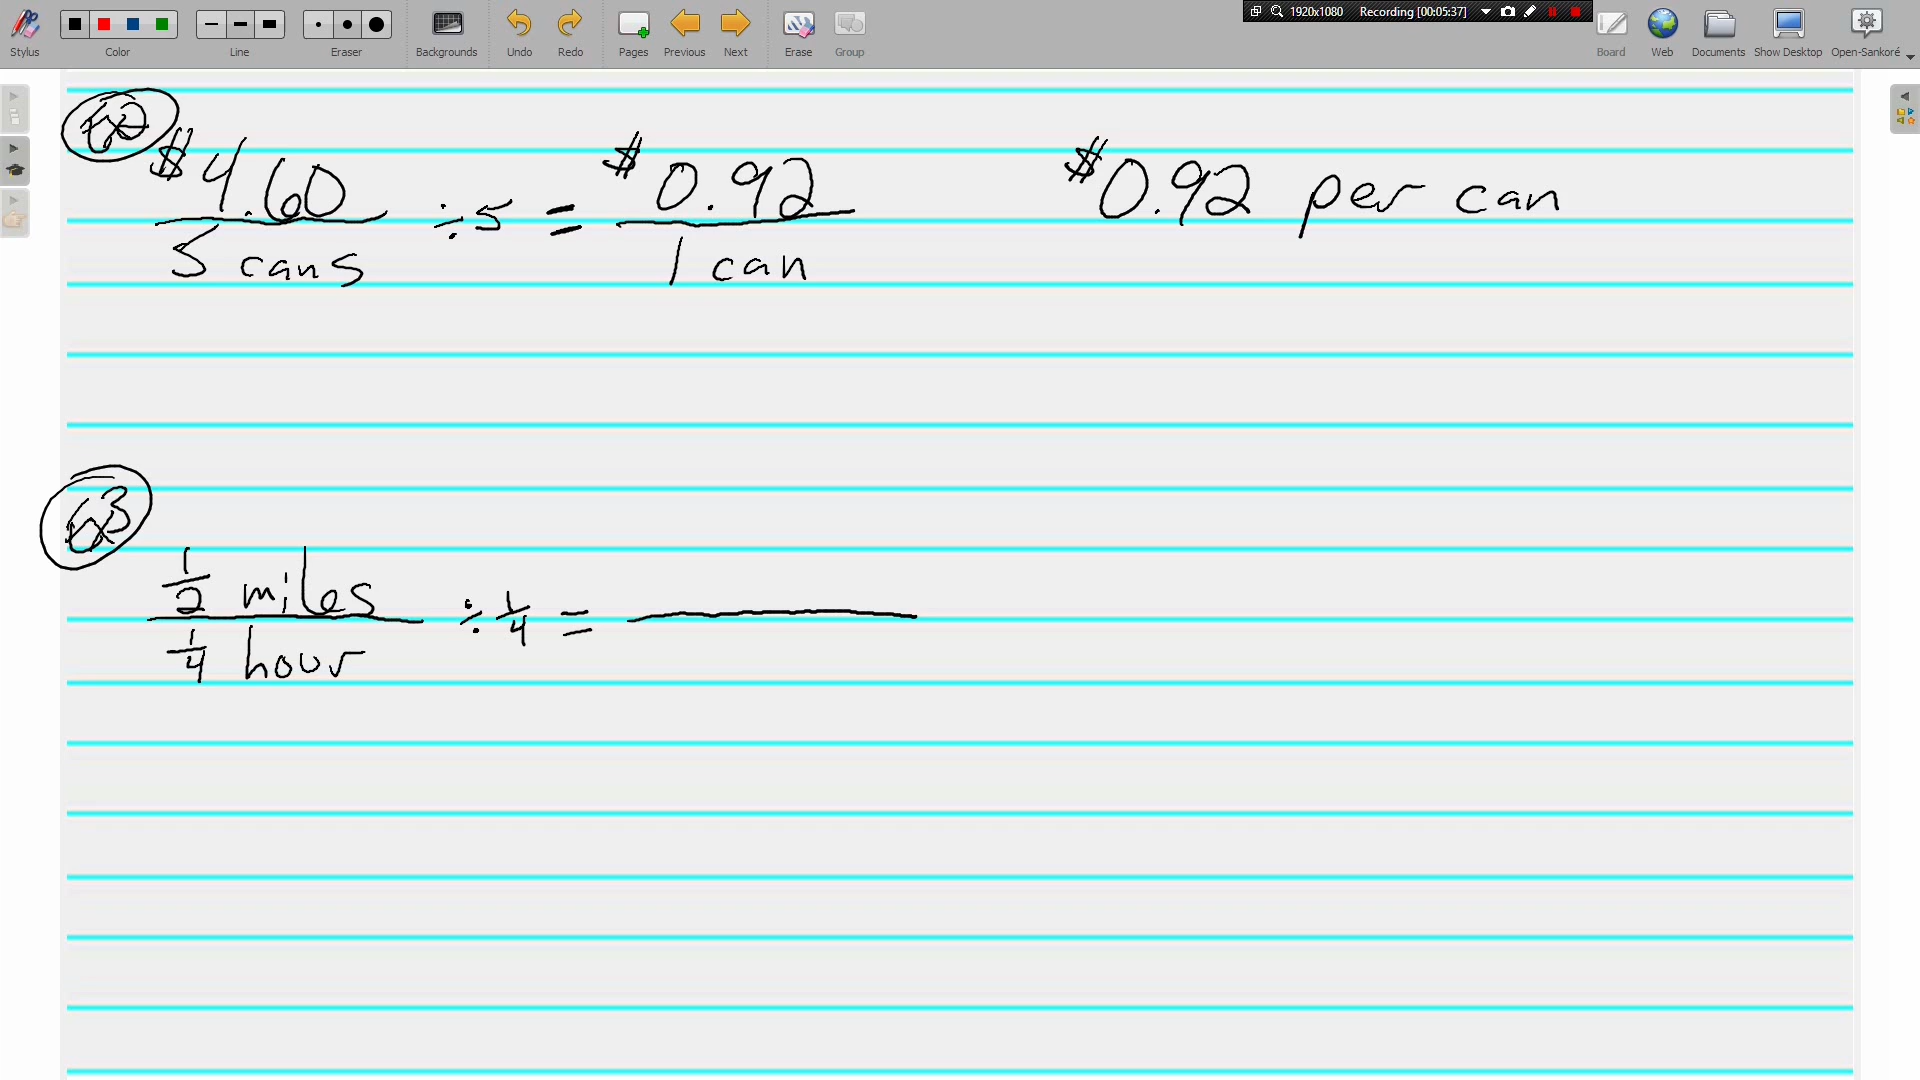 1920x1080 Recording [00:05:37]
Stylus Color Line Eraser Backgrounds Undo Redo Pages Previous Next Erase Group Board Web Documents Show Desktop Open-Sankoré
$4.60 / 5 cans ÷5 = $0.92 / 1 can $0.92 per can
1/2 miles / 1/4 hour ÷ 1/4 =